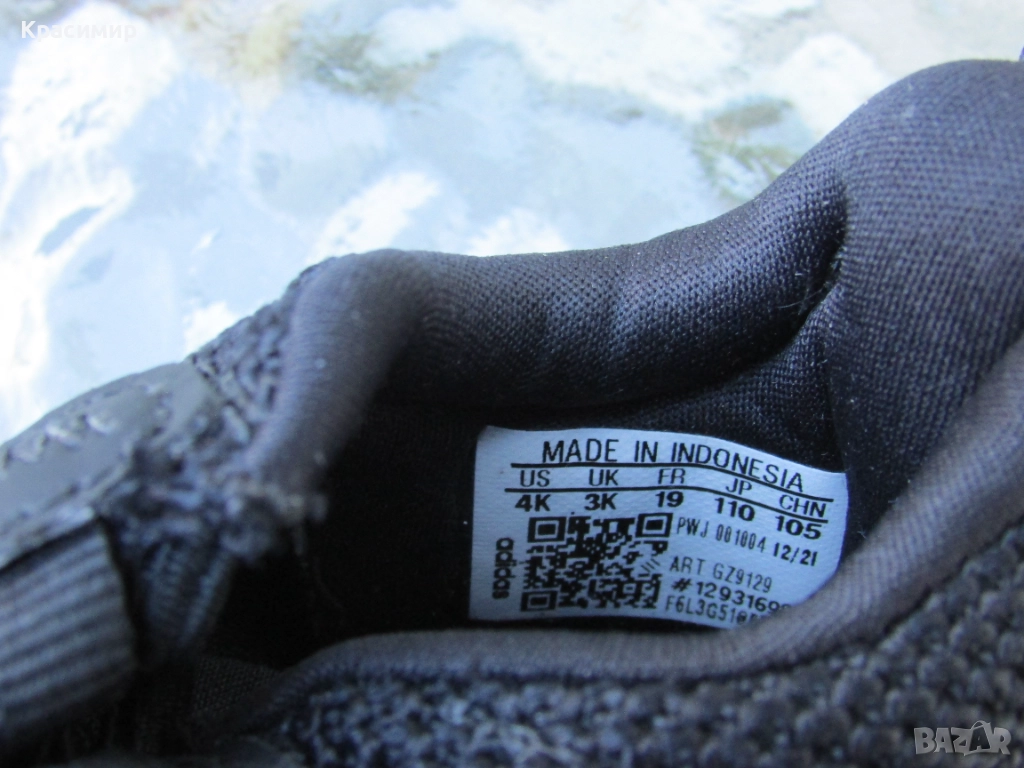 Красимир
MADE IN INDONESIA
US UK FR JP CHN
4K 3K 19 110 105
PWJ 001004 12/21
ART GZ9129
adidas
BAZAR